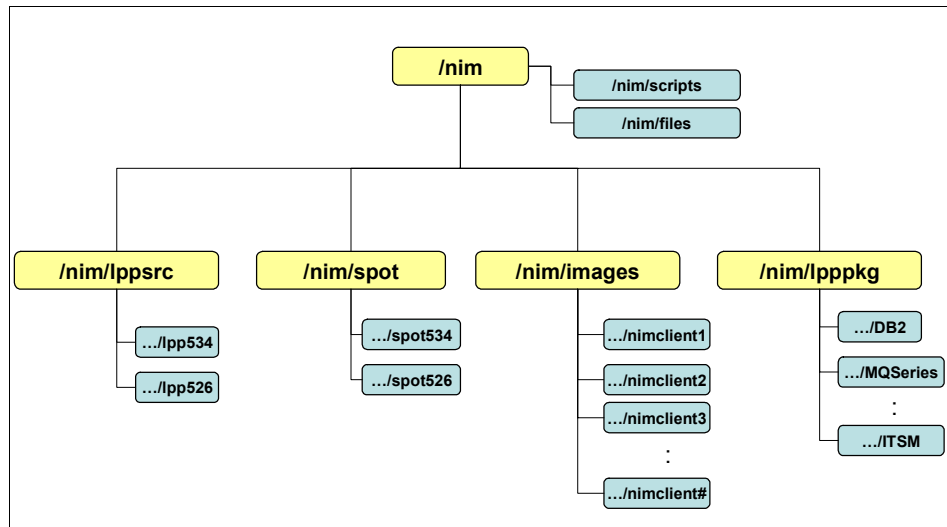 /nim
/nim/scripts
/nim/files
/nim/lppsrc
/nim/spot
/nim/images
/nim/lpppkg
…/lpp534
…/lpp526
…/spot534
…/spot526
…/nimclient1
…/nimclient2
…/nimclient3
:
…/nimclient#
…/DB2
…/MQSeries
:
…/ITSM